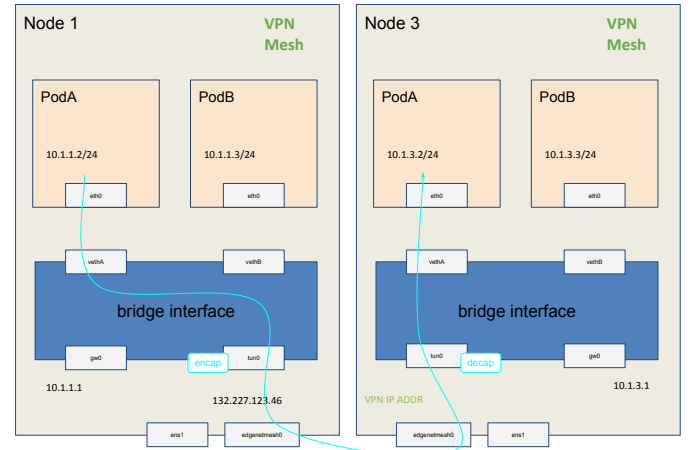 Node 1
VPN
Mesh
PodA
10.1.1.2/24
eth0
PodB
10.1.1.3/24
eth0
vethA
vethB
bridge interface
gw0
encap
tun0
10.1.1.1
132.227.123.46
ens1
edgenetmesh0
Node 3
VPN
Mesh
PodA
10.1.3.2/24
eth0
PodB
10.1.3.3/24
eth0
vethA
vethB
bridge interface
tun0
decap
gw0
VPN IP ADDR
10.1.3.1
edgenetmesh0
ens1